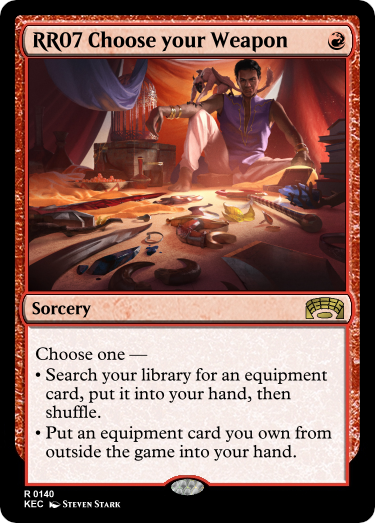 RR07 Choose your Weapon
Sorcery
Choose one —
• Search your library for an equipment
card, put it into your hand, then
shuffle.
• Put an equipment card you own from
outside the game into your hand.
R 0140
KEC Steven Stark